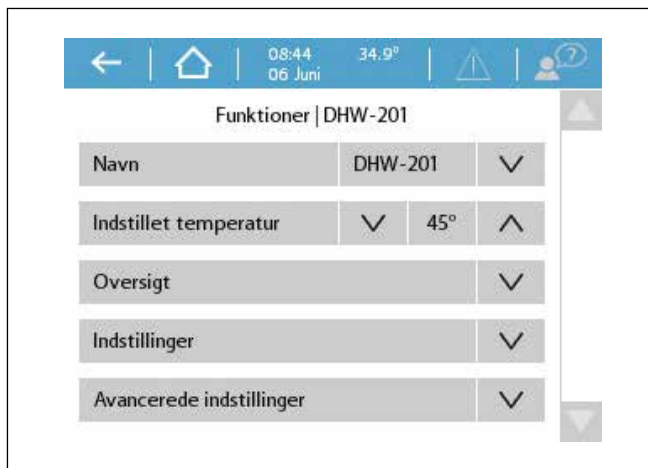 08:44 34.9°
06 Juni
?
Funktioner | DHW-201
Navn DHW-201
Indstillet temperatur 45°
Oversigt
Indstillinger
Avancerede indstillinger